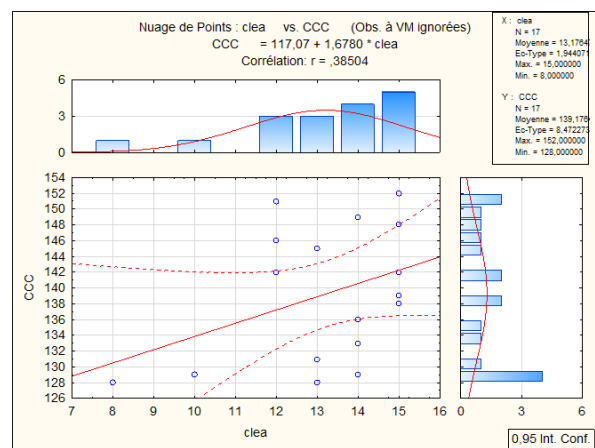 Nuage de Points : clea vs. CCC (Obs. à VM ignorées)
CCC = 117,07 + 1,6780 * clea
Corrélation: r = ,38504
X : clea
N = 17
Moyenne = 13,1764
Ec-Type = 1,944071
Max. = 15,000000
Min. = 8,000000
Y : CCC
N = 17
Moyenne = 139,176
Ec-Type = 8,472273
Max. = 152,000000
Min. = 128,000000
6
3
0
154
152
150
148
146
144
142
140
138
136
134
132
130
128
126
CCC
7 8 9 10 11 12 13 14 15 16
clea
0 3 6
0,95 Int. Conf.